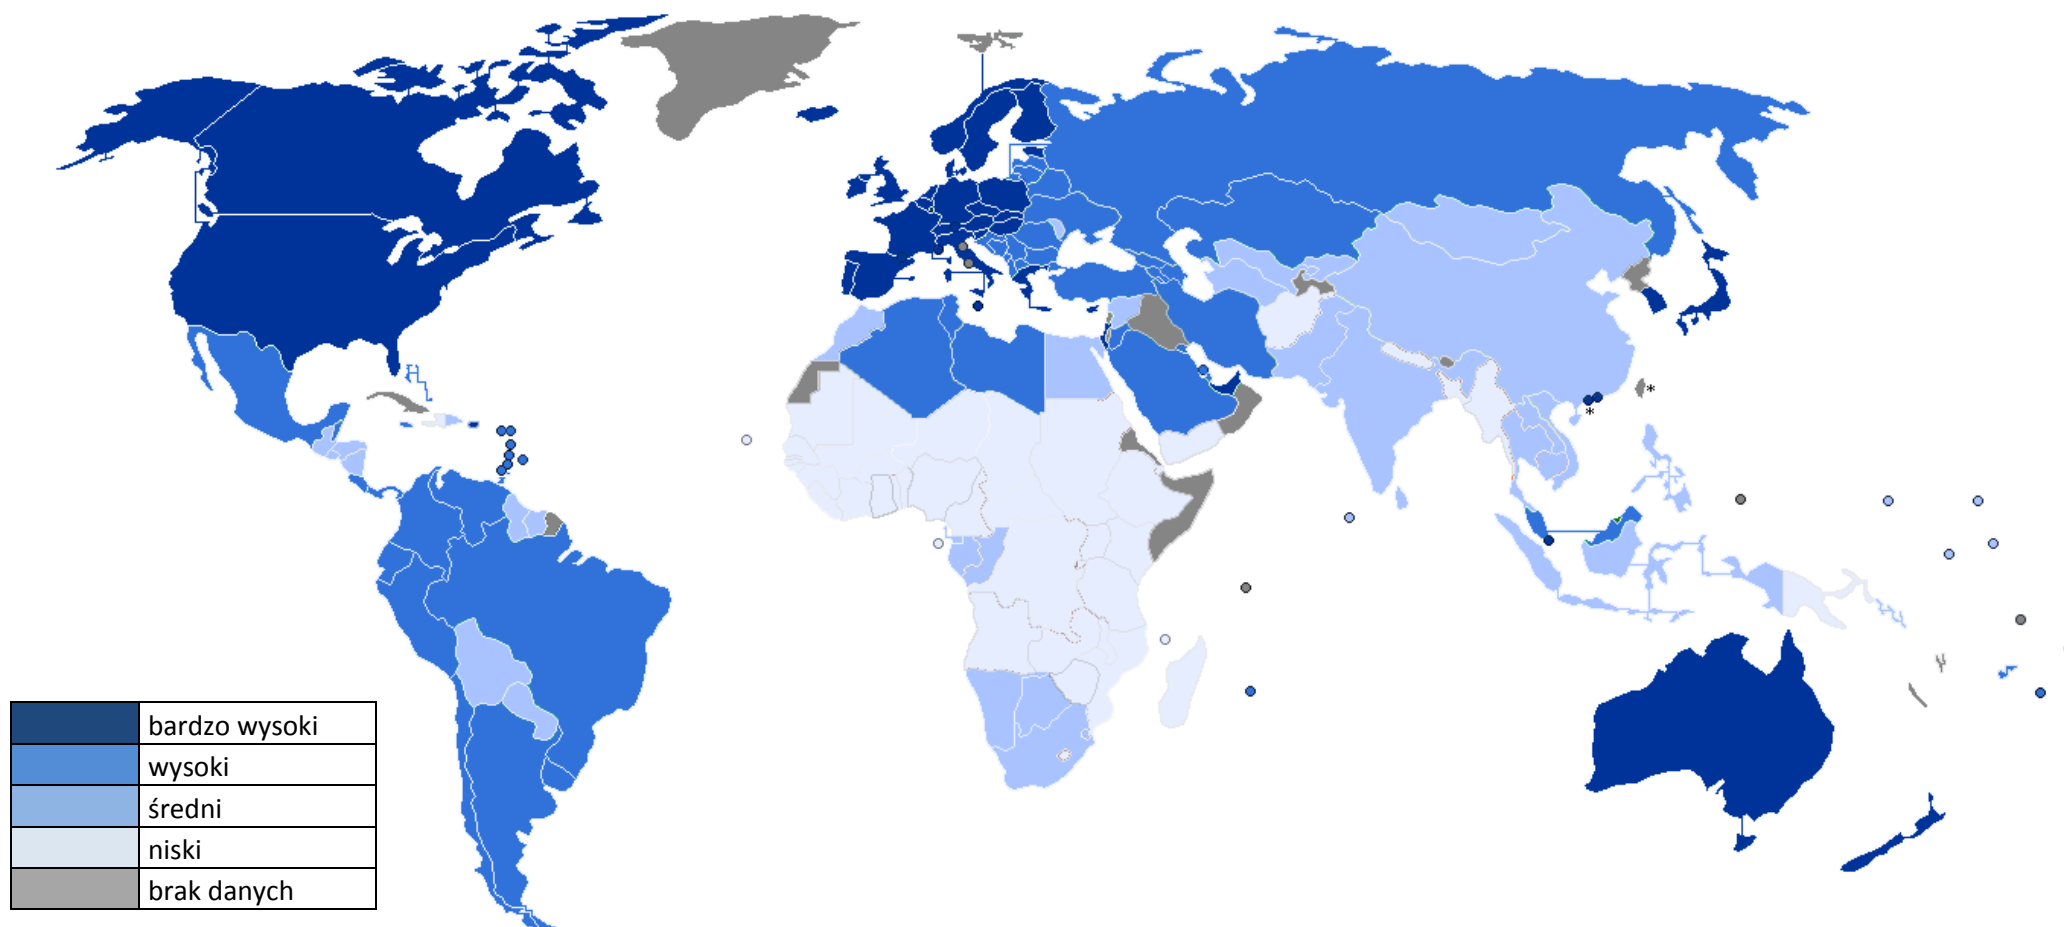 *
*
bardzo wysoki
wysoki
średni
niski
brak danych